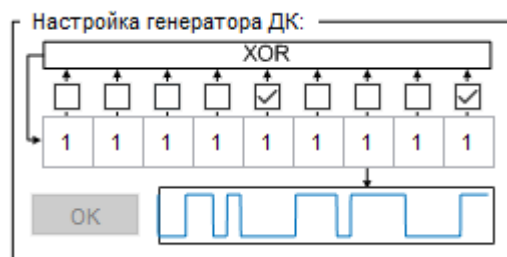 Настройка генератора ДК:
XOR
1 1 1 1 1 1 1 1 1
OK